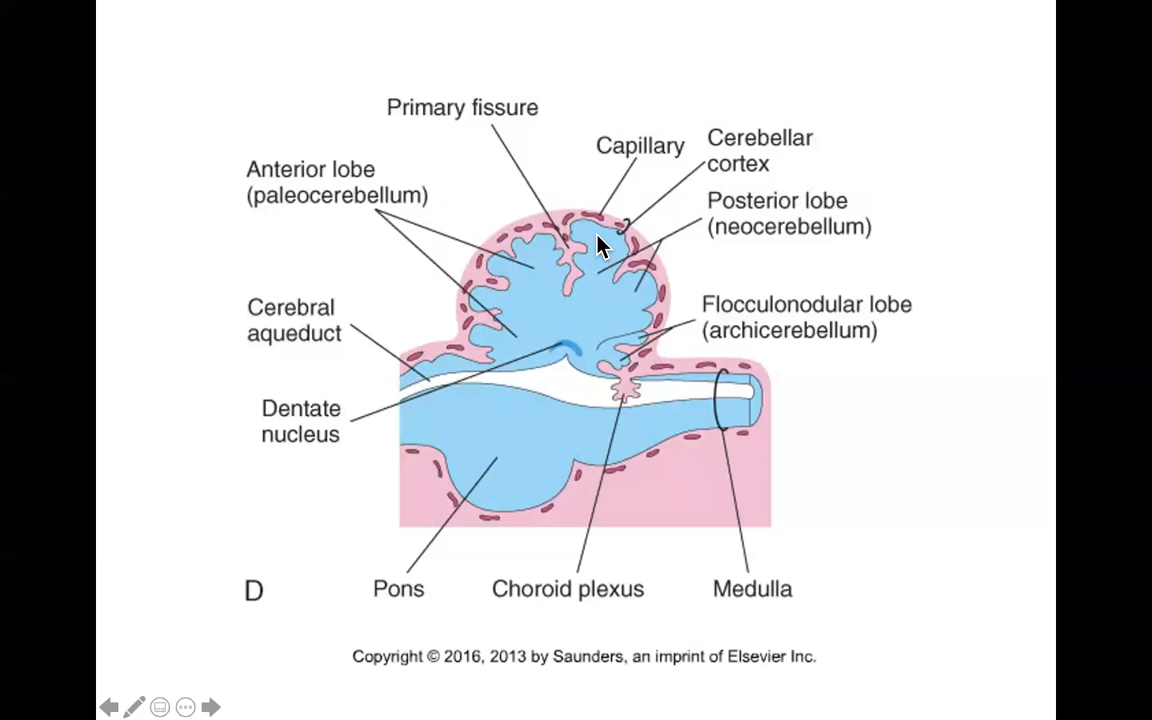 Primary fissure
Capillary
Cerebellar
cortex
Anterior lobe
(paleocerebellum)
Posterior lobe
(neocerebellum)
Cerebral
aqueduct
Flocculonodular lobe
(archicerebellum)
Dentate
nucleus
D
Pons
Choroid plexus
Medulla
Copyright © 2016, 2013 by Saunders, an imprint of Elsevier Inc.